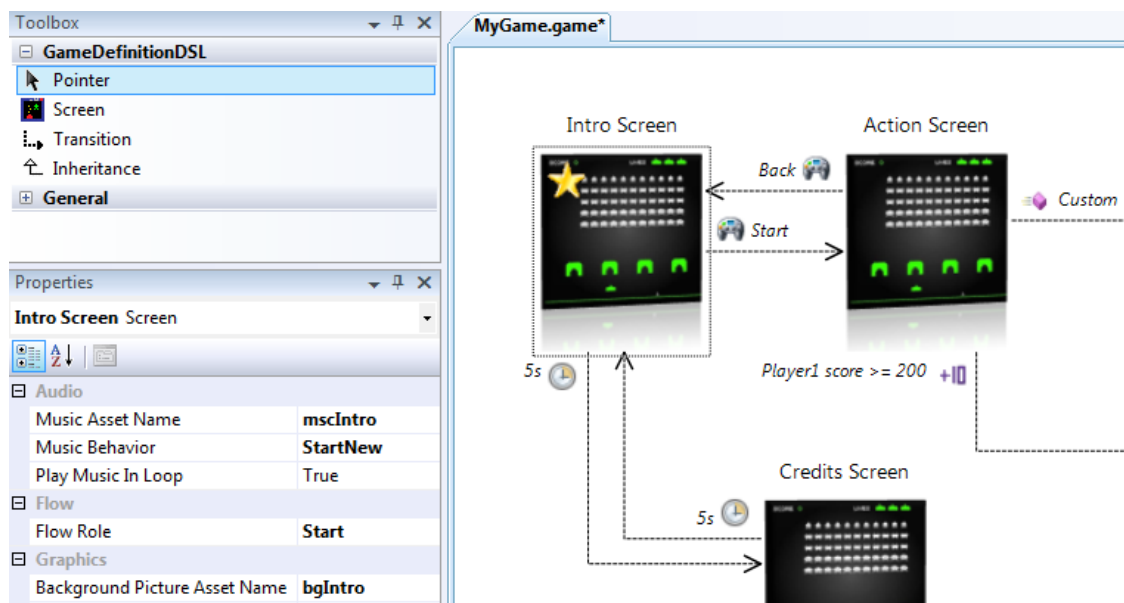 Toolbox
GameDefinitionDSL
Pointer
Screen
Transition
Inheritance
General
Properties
Intro Screen Screen
Audio
Music Asset Name mscIntro
Music Behavior StartNew
Play Music In Loop True
Flow
Flow Role Start
Graphics
Background Picture Asset Name bgIntro
MyGame.game*
Intro Screen
Action Screen
Back
Custom
Start
5s
Player1 score >= 200
+10
Credits Screen
5s